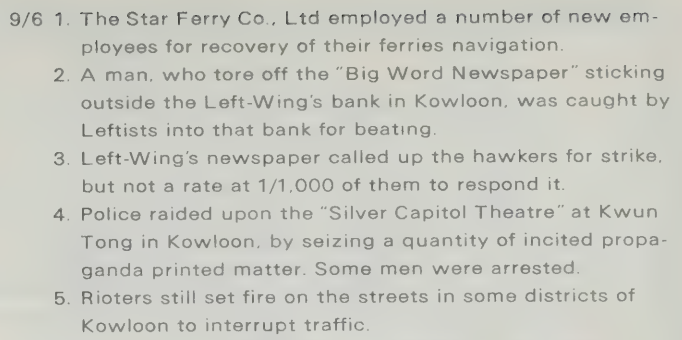 9/6 1. The Star Ferry Co., Ltd employed a number of new em-
ployees for recovery of their ferries navigation.
2. A man, who tore off the "Big Word Newspaper" sticking
outside the Left-Wing's bank in Kowloon, was caught by
Leftists into that bank for beating.
3. Left-Wing's newspaper called up the hawkers for strike,
but not a rate at 1/1,000 of them to respond it.
4. Police raided upon the "Silver Capitol Theatre" at Kwun
Tong in Kowloon, by seizing a quantity of incited propa-
ganda printed matter. Some men were arrested.
5. Rioters still set fire on the streets in some districts of
Kowloon to interrupt traffic.